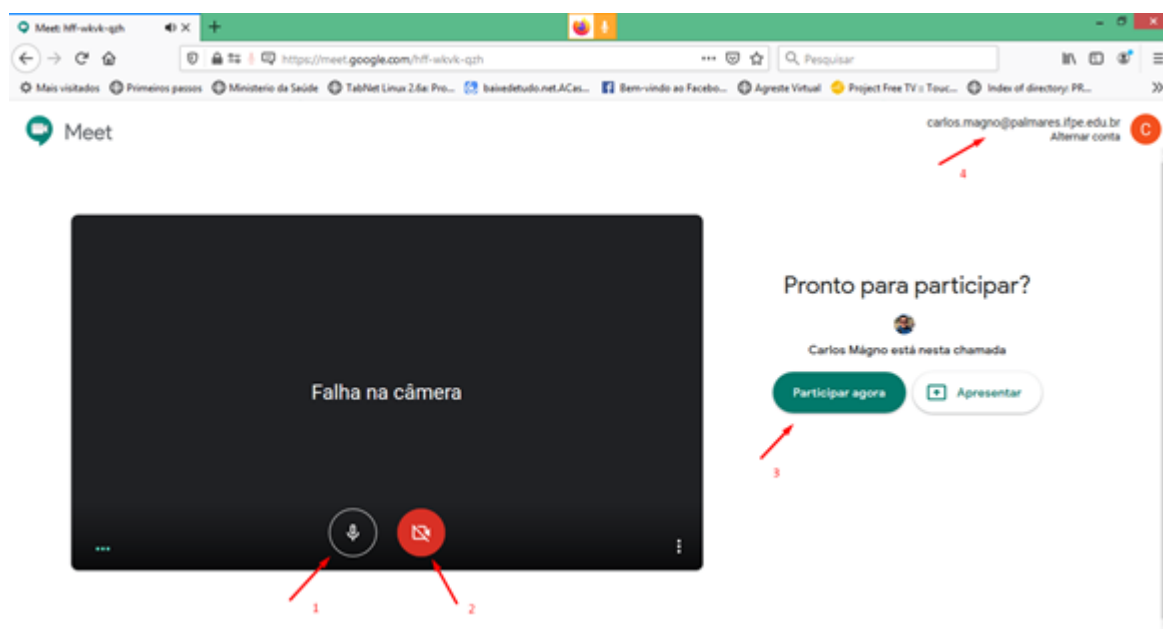 Meet: hff-wkvk-qzh
https://meet.google.com/hff-wkvk-qzh
Pesquisar
Mais visitados Primeiros passos Ministerio da Saúde TabNet Linux 2.6a: Pro... baixedetudo.net.ACas... Bem-vindo ao Facebo... Agreste Virtual Project Free TV :: Touc... Index of directory: PR...
Meet
carlos.magno@palmares.ifpe.edu.br
Alternar conta
C
4
Pronto para participar?
Carlos Mágno está nesta chamada
Falha na câmera
Participar agora
Apresentar
3
1
2